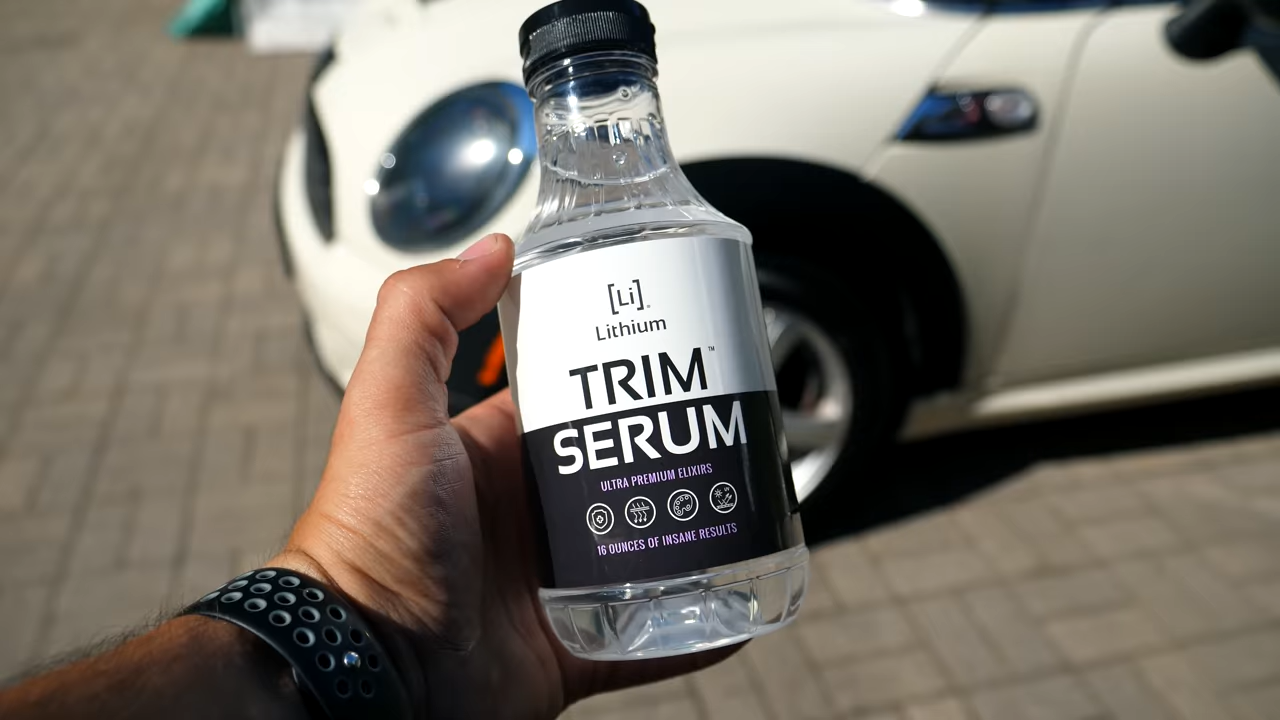 [Li]®
Lithium
TRIM™
SERUM
ULTRA PREMIUM ELIXIRS
16 OUNCES OF INSANE RESULTS